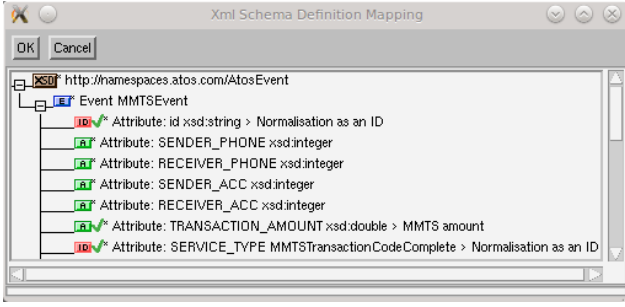 Xml Schema Definition Mapping
OK Cancel
XSD* http://namespaces.atos.com/AtosEvent
E* Event MMTSEvent
ID* Attribute: id xsd:string > Normalisation as an ID
A* Attribute: SENDER_PHONE xsd:integer
A* Attribute: RECEIVER_PHONE xsd:integer
A* Attribute: SENDER_ACC xsd:integer
A* Attribute: RECEIVER_ACC xsd:integer
A* Attribute: TRANSACTION_AMOUNT xsd:double > MMTS amount
ID* Attribute: SERVICE_TYPE MMTSTransactionCodeComplete > Normalisation as an ID